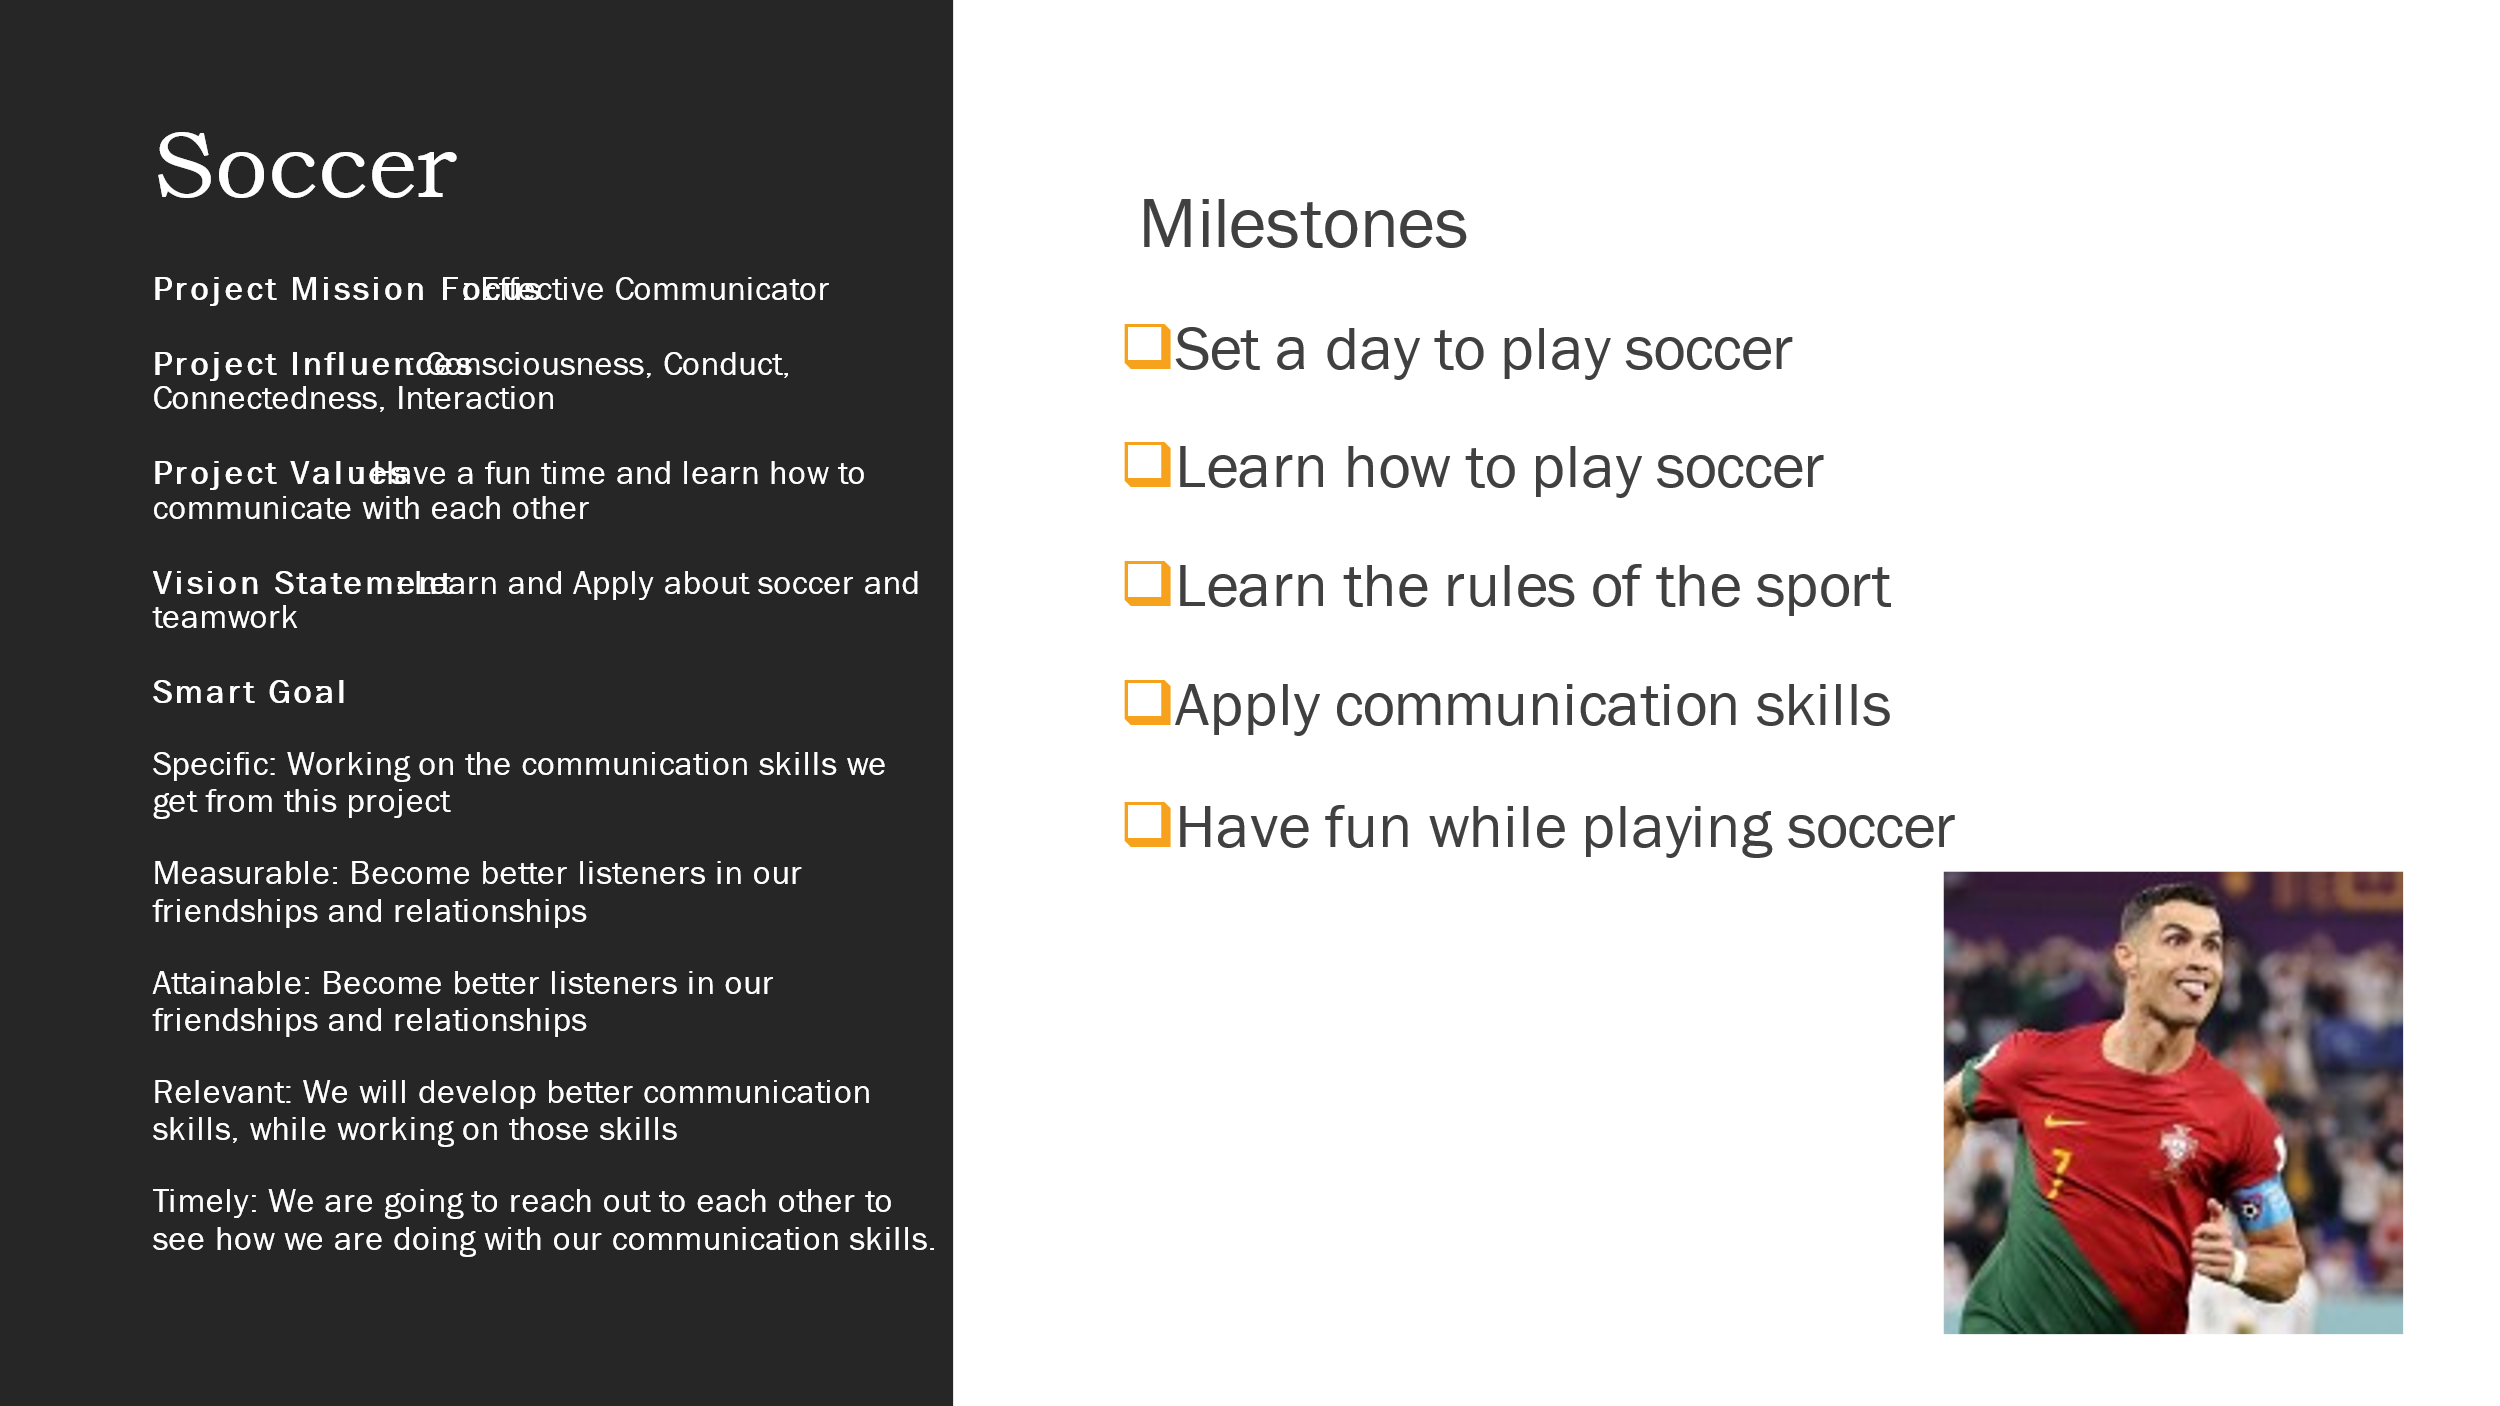 Soccer
Project Mission Focus: Effective Communicator
Project Influences: Consciousness, Conduct,
Connectedness, Interaction
Project Values: Have a fun time and learn how to
communicate with each other
Vision Statement: Learn and Apply about soccer and
teamwork
Smart Goal:
Specific: Working on the communication skills we
get from this project
Measurable: Become better listeners in our
friendships and relationships
Attainable: Become better listeners in our
friendships and relationships
Relevant: We will develop better communication
skills, while working on those skills
Timely: We are going to reach out to each other to
see how we are doing with our communication skills.
Milestones
Set a day to play soccer
Learn how to play soccer
Learn the rules of the sport
Apply communication skills
Have fun while playing soccer
7